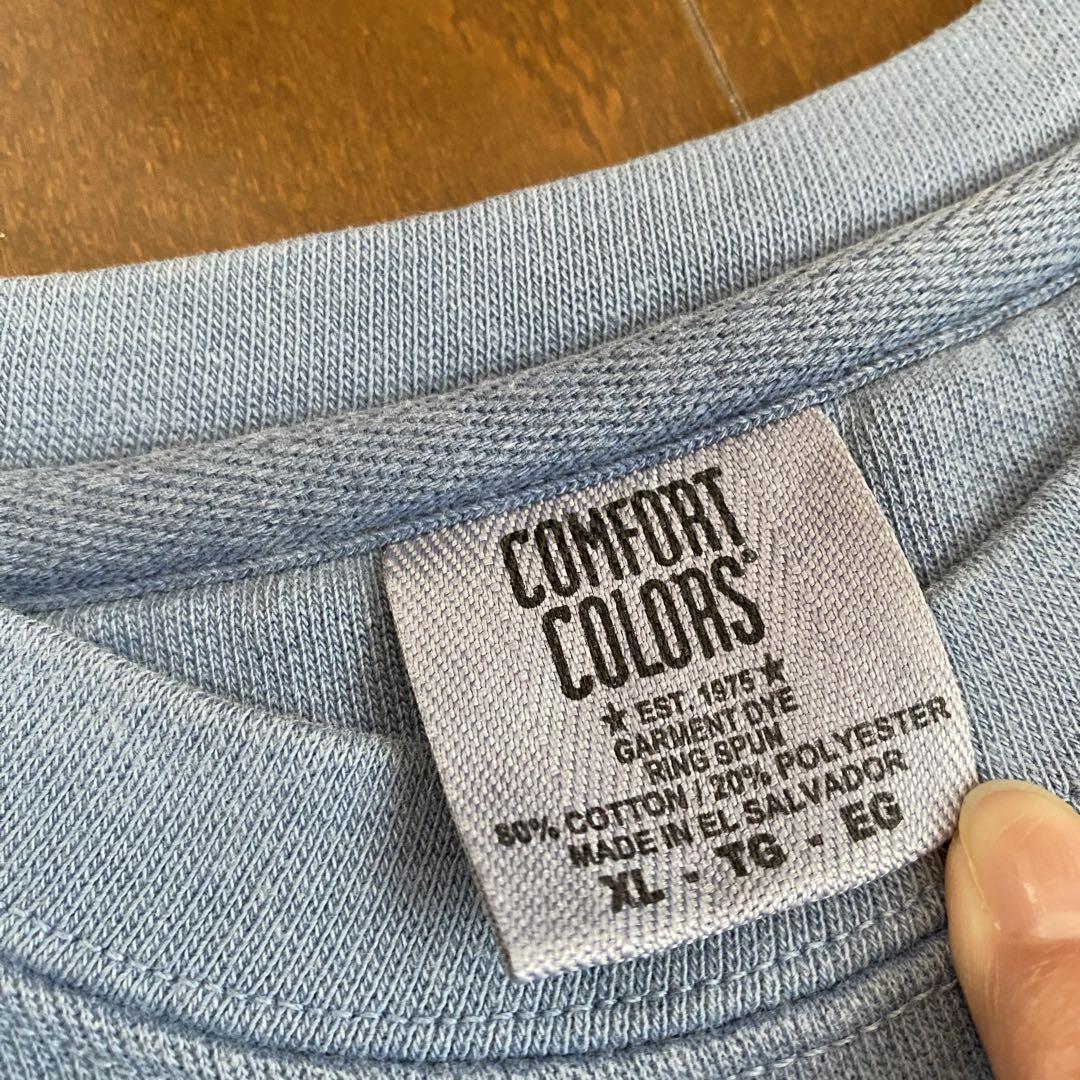 COMFORT
COLORS®
★ EST. 1975 ★
GARMENT DYE
RING SPUN
80% COTTON / 20% POLYESTER
MADE IN EL SALVADOR
XL - TG - EG